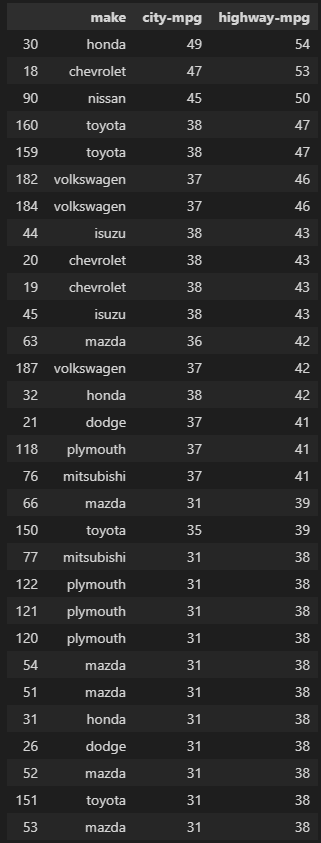 make city-mpg highway-mpg
30 honda 49 54
18 chevrolet 47 53
90 nissan 45 50
160 toyota 38 47
159 toyota 38 47
182 volkswagen 37 46
184 volkswagen 37 46
44 isuzu 38 43
20 chevrolet 38 43
19 chevrolet 38 43
45 isuzu 38 43
63 mazda 36 42
187 volkswagen 37 42
32 honda 38 42
21 dodge 37 41
118 plymouth 37 41
76 mitsubishi 37 41
66 mazda 31 39
150 toyota 35 39
77 mitsubishi 31 38
122 plymouth 31 38
121 plymouth 31 38
120 plymouth 31 38
54 mazda 31 38
51 mazda 31 38
31 honda 31 38
26 dodge 31 38
52 mazda 31 38
151 toyota 31 38
53 mazda 31 38